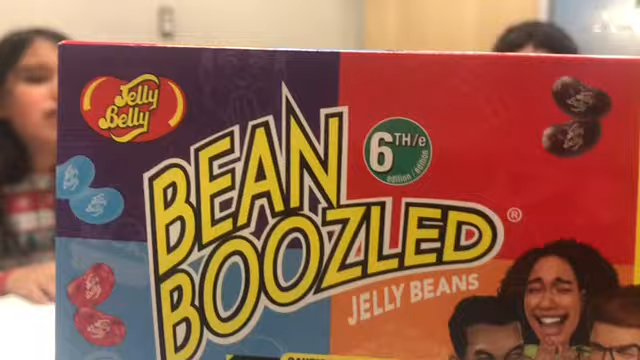 Jelly
Belly
6TH/e
edition / édition
BEAN
BOOZLED®
JELLY BEANS